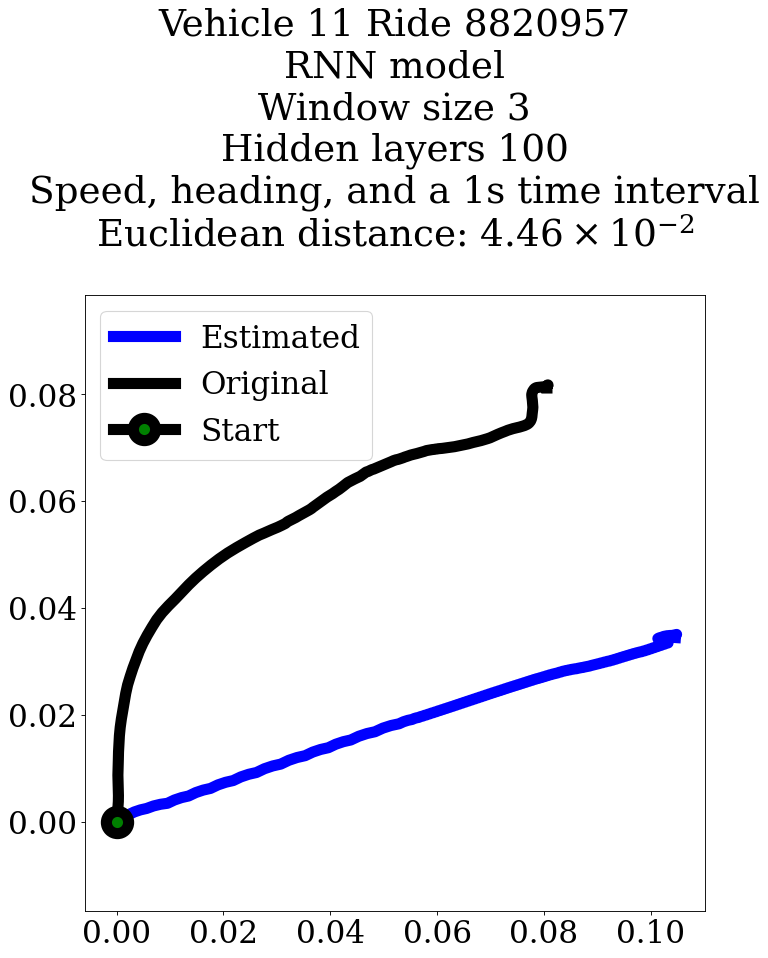 Vehicle 11 Ride 8820957
RNN model
Window size 3
Hidden layers 100
Speed, heading, and a 1s time interval
Euclidean distance: 4.46 × 10⁻²
Estimated
Original
Start
0.08
0.06
0.04
0.02
0.00
0.00 0.02 0.04 0.06 0.08 0.10